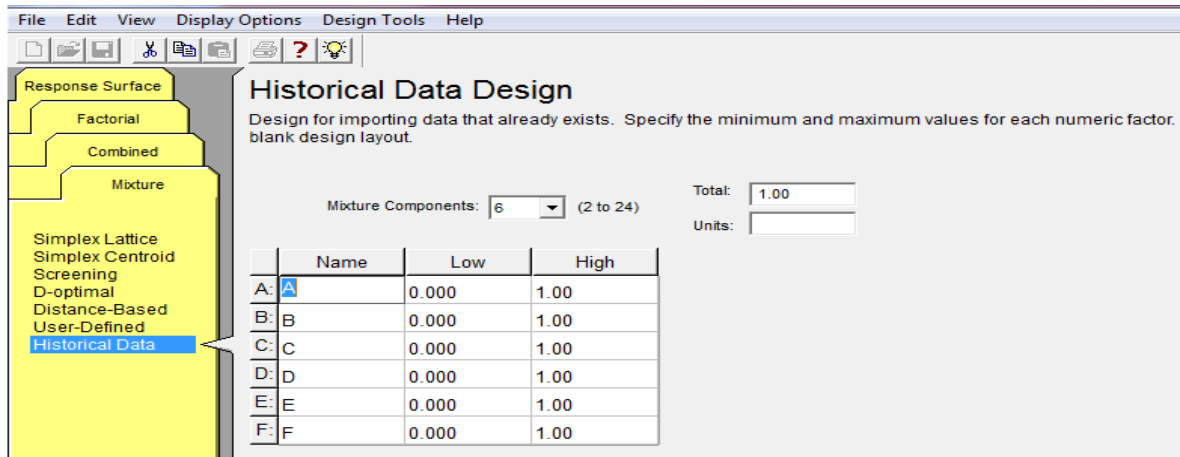 File Edit View Display Options Design Tools Help
Response Surface
Factorial
Combined
Mixture
Simplex Lattice
Simplex Centroid
Screening
D-optimal
Distance-Based
User-Defined
Historical Data
Historical Data Design
Design for importing data that already exists. Specify the minimum and maximum values for each numeric factor.
blank design layout.
Mixture Components: 6 (2 to 24)
Total: 1.00
Units:
Name Low High
A: A 0.000 1.00
B: B 0.000 1.00
C: C 0.000 1.00
D: D 0.000 1.00
E: E 0.000 1.00
F: F 0.000 1.00